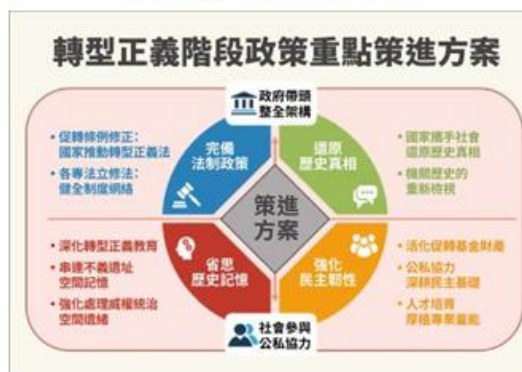 轉型正義階段政策重點策進方案
政府帶頭
整全架構
• 促轉條例修正:
國家推動轉型正義法
• 各專法立修法:
健全制度網絡
完備
法制政策
還原
歷史真相
• 國家攜手社會
還原歷史真相
• 機關歷史的
重新檢視
策進
方案
• 深化轉型正義教育
• 串連不義遺址
空間記憶
• 強化處理威權統治
空間遺緒
省思
歷史記憶
強化
民主韌性
• 活化促轉基金財產
• 公私協力
深耕民主基礎
• 人才培育
厚植專業量能
社會參與
公私協力